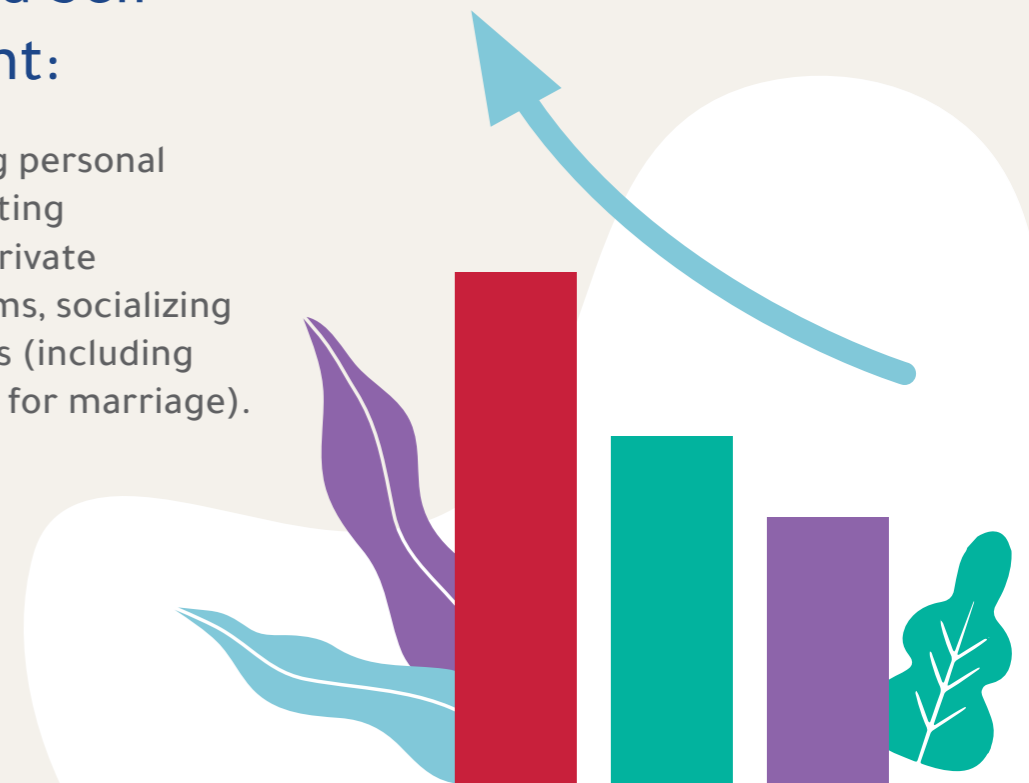 nt:
g personal
ting
rivate
ms, socializing
s (including
for marriage).